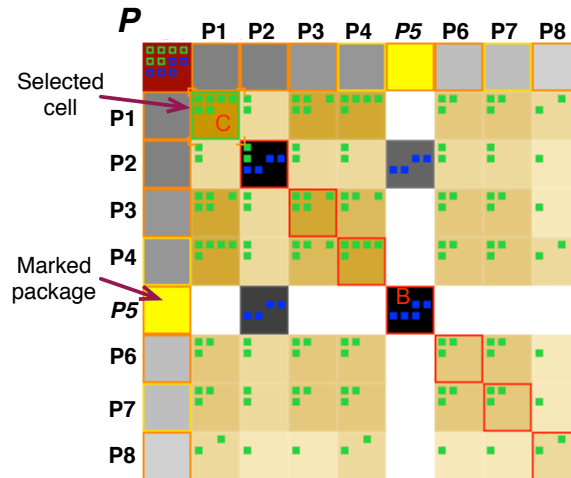 P P1 P2 P3 P4 P5 P6 P7 P8
Selected
cell
P1
C
P2
P3
P4
Marked
package
P5
B
P6
P7
P8